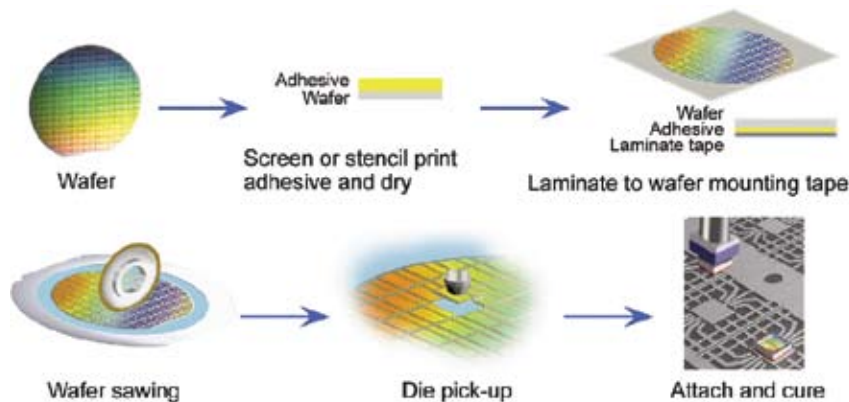 Adhesive
Wafer
Wafer
Screen or stencil print
adhesive and dry
Wafer
Adhesive
Laminate tape
Laminate to wafer mounting tape
Wafer sawing
Die pick-up
Attach and cure